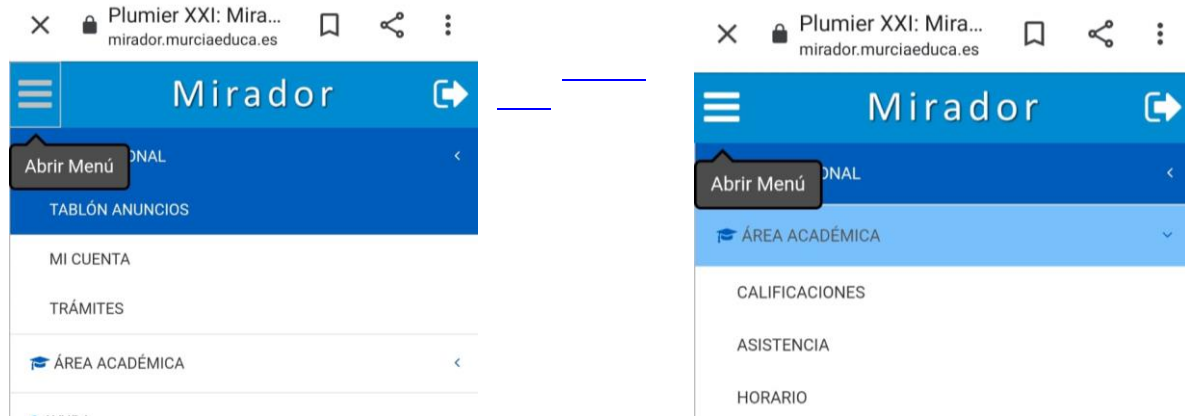 Plumier XXI: Mira...
mirador.murciaeduca.es
Mirador
Abrir Menú
ONAL
TABLÓN ANUNCIOS
MI CUENTA
TRÁMITES
ÁREA ACADÉMICA
Plumier XXI: Mira...
mirador.murciaeduca.es
Mirador
Abrir Menú
ONAL
ÁREA ACADÉMICA
CALIFICACIONES
ASISTENCIA
HORARIO